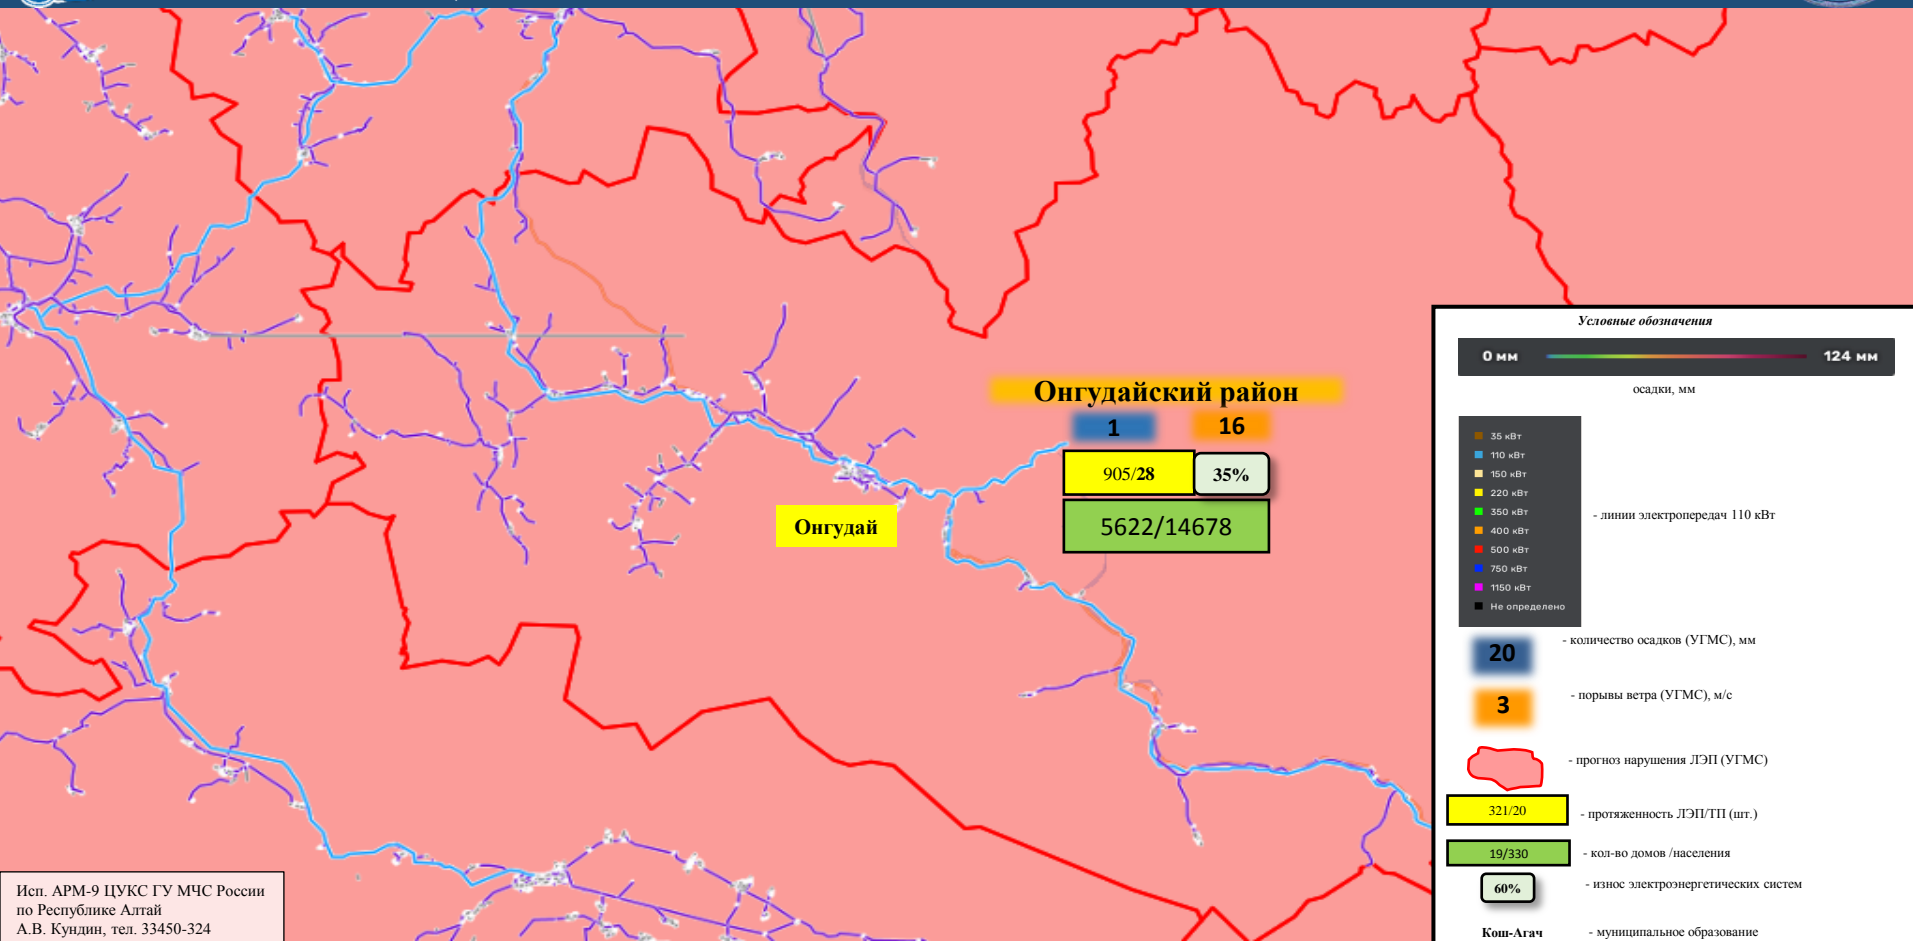 Онгудайский район
1
16
905/28
35%
5622/14678
Онгудай
Условные обозначения
0 мм
124 мм
осадки, мм
35 кВт
110 кВт
150 кВт
220 кВт
350 кВт
400 кВт
500 кВт
750 кВт
1150 кВт
Не определено
- линии электропередач 110 кВт
20
- количество осадков (УГМС), мм
3
- порывы ветра (УГМС), м/с
- прогноз нарушения ЛЭП (УГМС)
321/20
- протяженность ЛЭП/ТП (шт.)
19/330
- кол-во домов /населения
60%
- износ электроэнергетических систем
Кош-Агач
- муниципальное образование
Исп. АРМ-9 ЦУКС ГУ МЧС России
по Республике Алтай
А.В. Кундин, тел. 33450-324